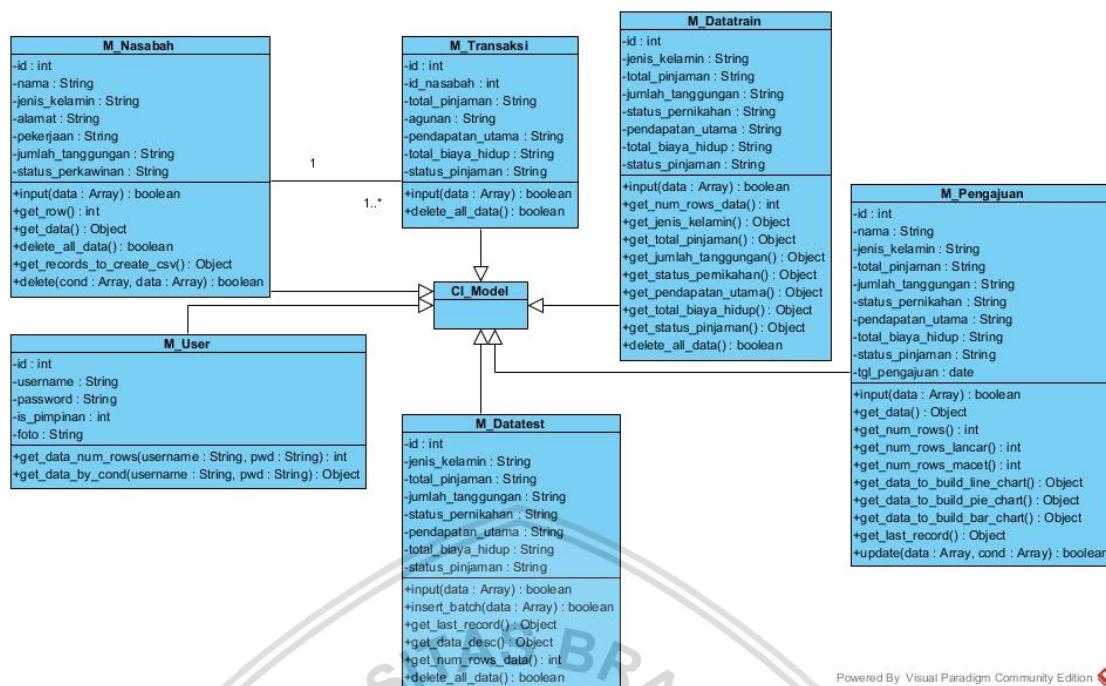 M_Nasabah
-id : int
-nama : String
-jenis_kelamin : String
-alamat : String
-pekerjaan : String
-jumlah_tanggungan : String
-status_perkawinan : String
+input(data : Array) : boolean
+get_row() : int
+get_data() : Object
+delete_all_data() : boolean
+get_records_to_create_csv() : Object
+delete(cond : Array, data : Array) : boolean
1
1..*
M_Transaksi
-id : int
-id_nasabah : int
-total_pinjaman : String
-agunan : String
-pendapatan_utama : String
-total_biaya_hidup : String
-status_pinjaman : String
+input(data : Array) : boolean
+delete_all_data() : boolean
M_Datatrain
-id : int
-jenis_kelamin : String
-total_pinjaman : String
-jumlah_tanggungan : String
-status_pernikahan : String
-pendapatan_utama : String
-total_biaya_hidup : String
-status_pinjaman : String
+input(data : Array) : boolean
+get_num_rows_data() : int
+get_jenis_kelamin() : Object
+get_total_pinjaman() : Object
+get_jumlah_tanggungan() : Object
+get_status_pernikahan() : Object
+get_pendapatan_utama() : Object
+get_total_biaya_hidup() : Object
+get_status_pinjaman() : Object
+delete_all_data() : boolean
M_Pengajuan
-id : int
-nama : String
-jenis_kelamin : String
-total_pinjaman : String
-jumlah_tanggungan : String
-status_pernikahan : String
-pendapatan_utama : String
-total_biaya_hidup : String
-status_pinjaman : String
-tgl_pengajuan : date
+input(data : Array) : boolean
+get_data() : Object
+get_num_rows() : int
+get_num_rows_lancar() : int
+get_num_rows_macet() : int
+get_data_to_build_line_chart() : Object
+get_data_to_build_pie_chart() : Object
+get_data_to_build_bar_chart() : Object
+get_last_record() : Object
+update(data : Array, cond : Array) : boolean
CI_Model
M_User
-id : int
-username : String
-password : String
-is_pimpinan : int
-foto : String
+get_data_num_rows(username : String, pwd : String) : int
+get_data_by_cond(username : String, pwd : String) : Object
M_Datatest
-id : int
-jenis_kelamin : String
-total_pinjaman : String
-jumlah_tanggungan : String
-status_pernikahan : String
-pendapatan_utama : String
-total_biaya_hidup : String
-status_pinjaman : String
+input(data : Array) : boolean
+insert_batch(data : Array) : boolean
+get_last_record() : Object
+get_data_desc() : Object
+get_num_rows_data() : int
+delete_all_data() : boolean
SITAS BRA
Powered By Visual Paradigm Community Edition